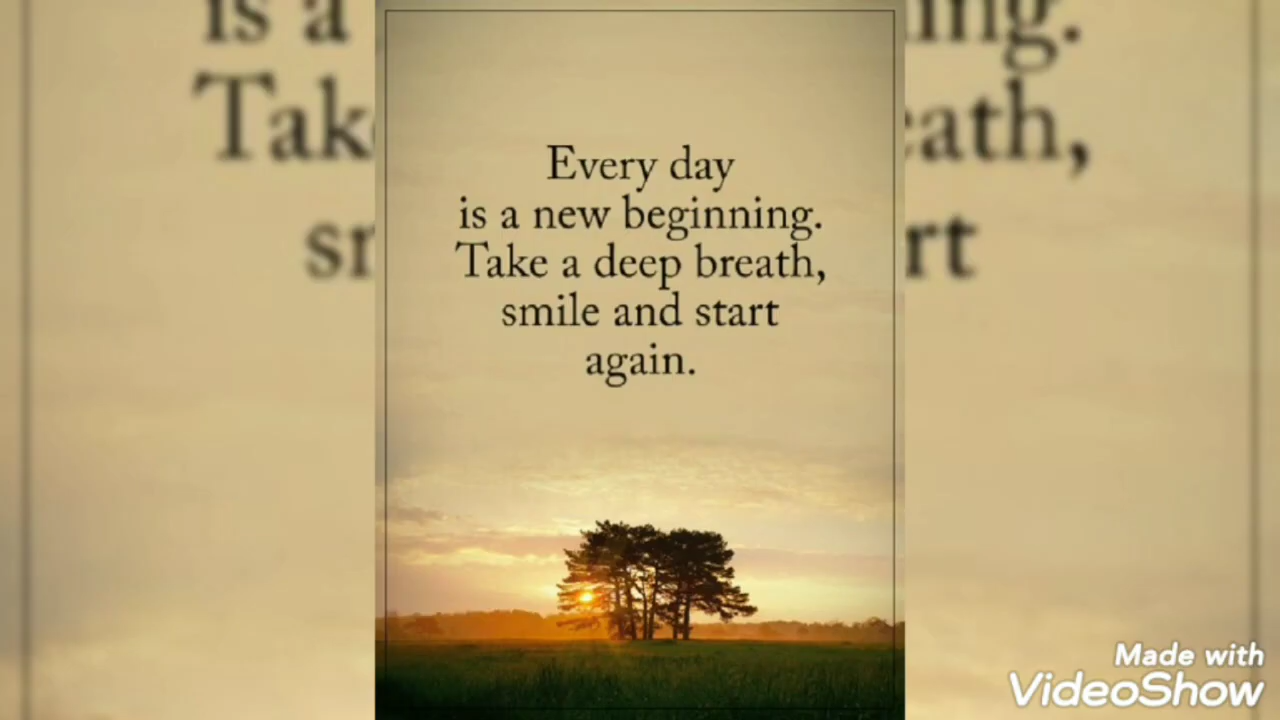 Every day
is a new beginning.
Take a deep breath,
smile and start
again.
Made with
VideoShow